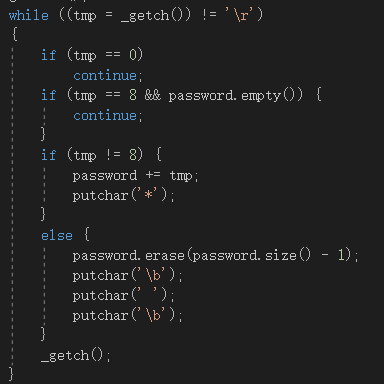 while ((tmp = _getch()) != '\r')
{
if (tmp == 0)
continue;
if (tmp == 8 && password.empty()) {
continue;
}
if (tmp != 8) {
password += tmp;
putchar('*');
}
else {
password.erase(password.size() - 1);
putchar('\b');
putchar(' ');
putchar('\b');
}
_getch();
}